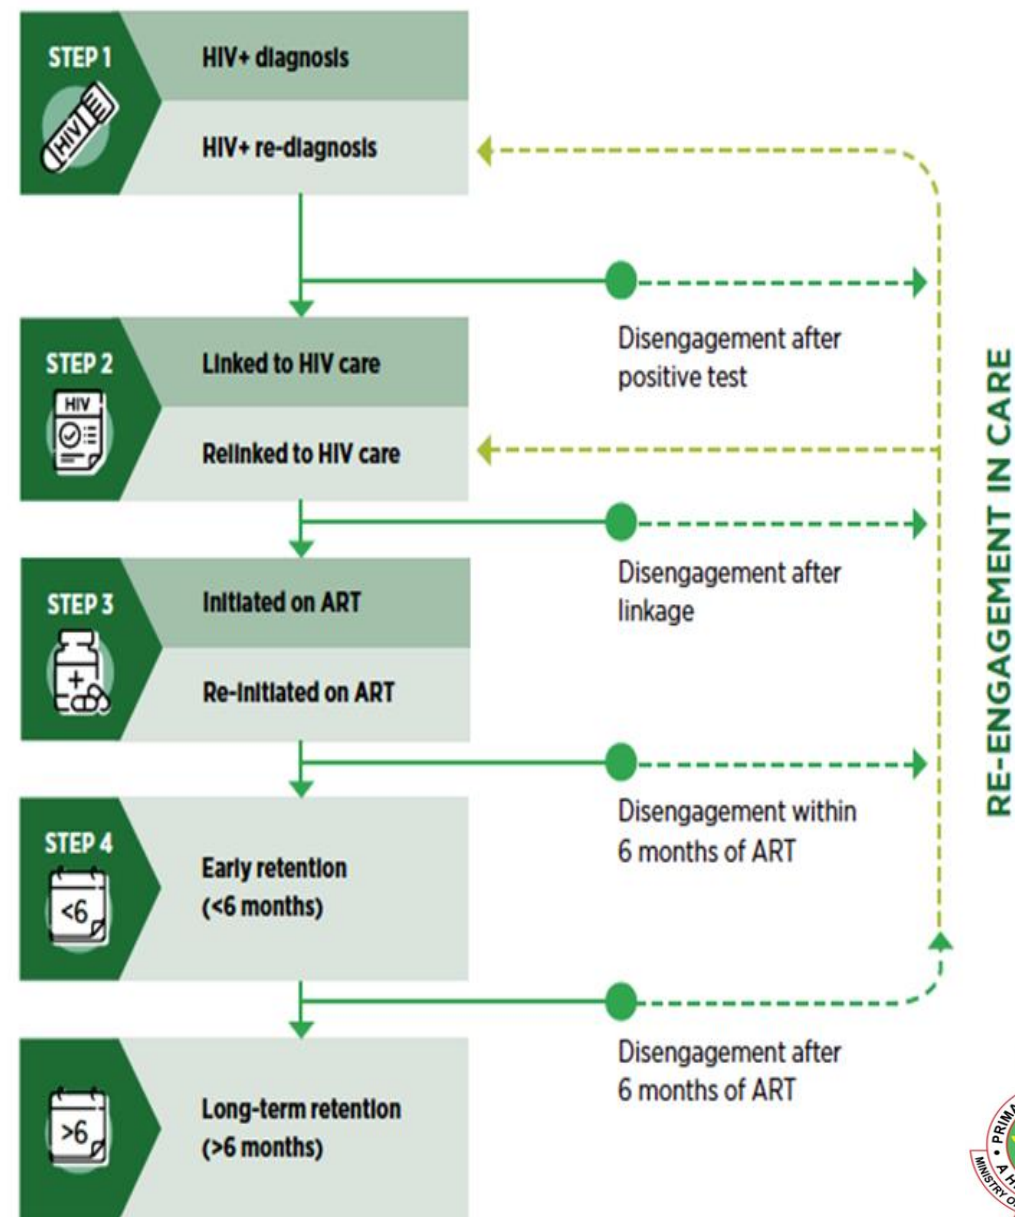 STEP 1
HIV
HIV+ diagnosis
HIV+ re-diagnosis
Disengagement after
positive test
STEP 2
HIV
Linked to HIV care
Relinked to HIV care
Disengagement after
linkage
STEP 3
Initiated on ART
Re-initiated on ART
Disengagement within
6 months of ART
STEP 4
<6
Early retention
(<6 months)
Disengagement after
6 months of ART
>6
Long-term retention
(>6 months)
RE-ENGAGEMENT IN CARE
MINISTRY